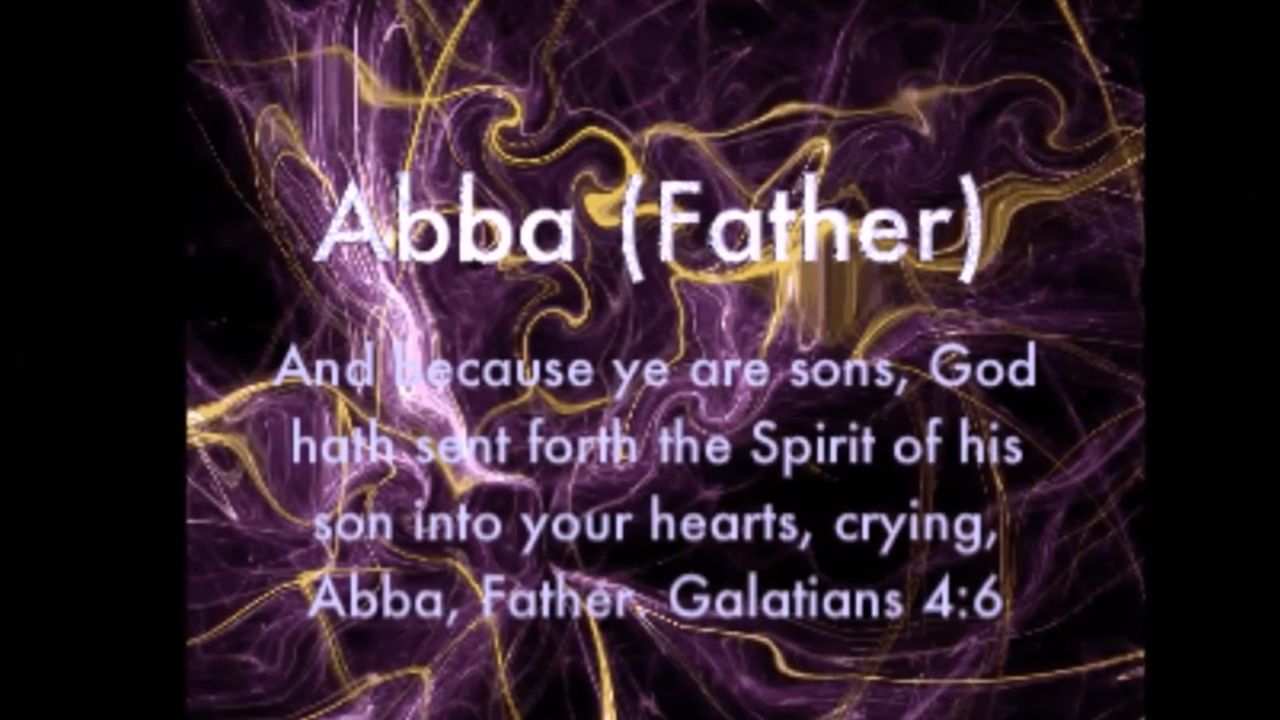 Abba (Father)
And because ye are sons, God
hath sent forth the Spirit of his
son into your hearts, crying,
Abba, Father. Galatians 4:6